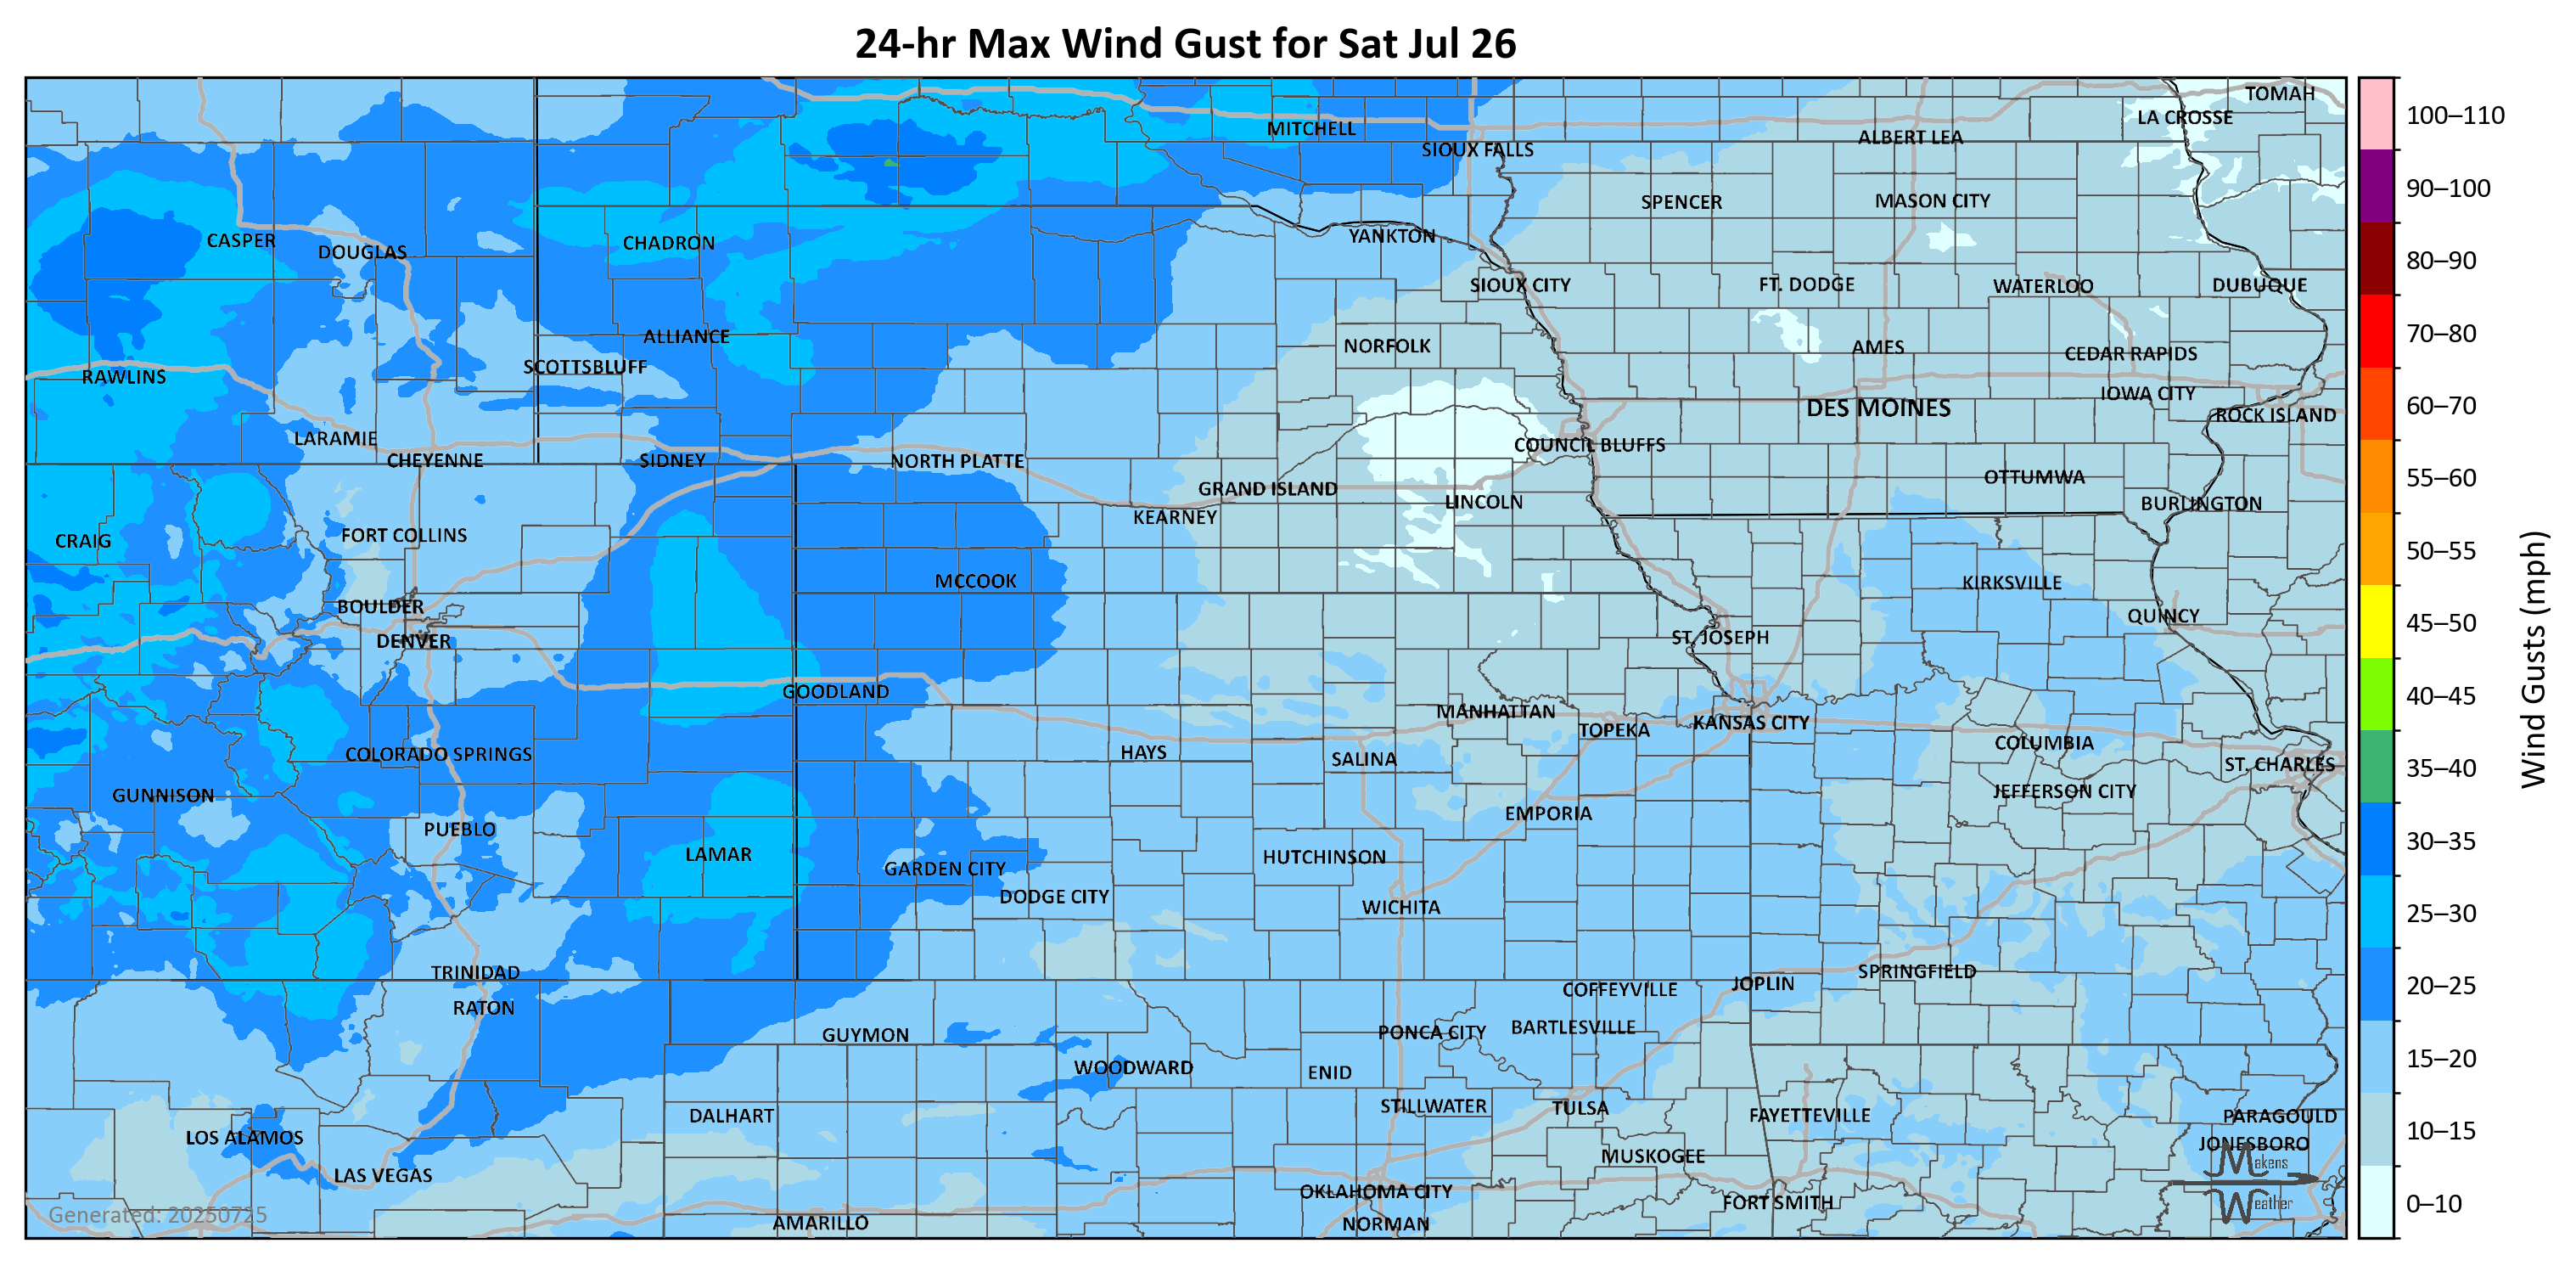 24-hr Max Wind Gust for Sat Jul 26
TOMAH
LA CROSSE
MITCHELL
ALBERT LEA
SIOUX FALLS
SPENCER
MASON CITY
CASPER
DOUGLAS
CHADRON
YANKTON
SIOUX CITY
FT. DODGE
WATERLOO
DUBUQUE
ALLIANCE
NORFOLK
AMES
CEDAR RAPIDS
SCOTTSBLUFF
RAWLINS
IOWA CITY
DES MOINES
ROCK ISLAND
LARAMIE
COUNCIL BLUFFS
CHEYENNE
SIDNEY
NORTH PLATTE
OTTUMWA
GRAND ISLAND
LINCOLN
BURLINGTON
KEARNEY
CRAIG
FORT COLLINS
MCCOOK
KIRKSVILLE
BOULDER
QUINCY
DENVER
ST. JOSEPH
GOODLAND
MANHATTAN
TOPEKA
KANSAS CITY
COLUMBIA
COLORADO SPRINGS
HAYS
SALINA
ST. CHARLES
GUNNISON
JEFFERSON CITY
EMPORIA
PUEBLO
LAMAR
HUTCHINSON
GARDEN CITY
DODGE CITY
WICHITA
TRINIDAD
SPRINGFIELD
JOPLIN
COFFEYVILLE
RATON
GUYMON
PONCA CITY
BARTLESVILLE
WOODWARD
ENID
DALHART
STILLWATER
TULSA
FAYETTEVILLE
PARAGOULD
LOS ALAMOS
JONESBORO
MUSKOGEE
LAS VEGAS
OKLAHOMA CITY
FORT SMITH
AMARILLO
NORMAN
Makens
Weather
Generated: 20250725
100–110
90–100
80–90
70–80
60–70
55–60
50–55
45–50
40–45
35–40
30–35
25–30
20–25
15–20
10–15
0–10
Wind Gusts (mph)